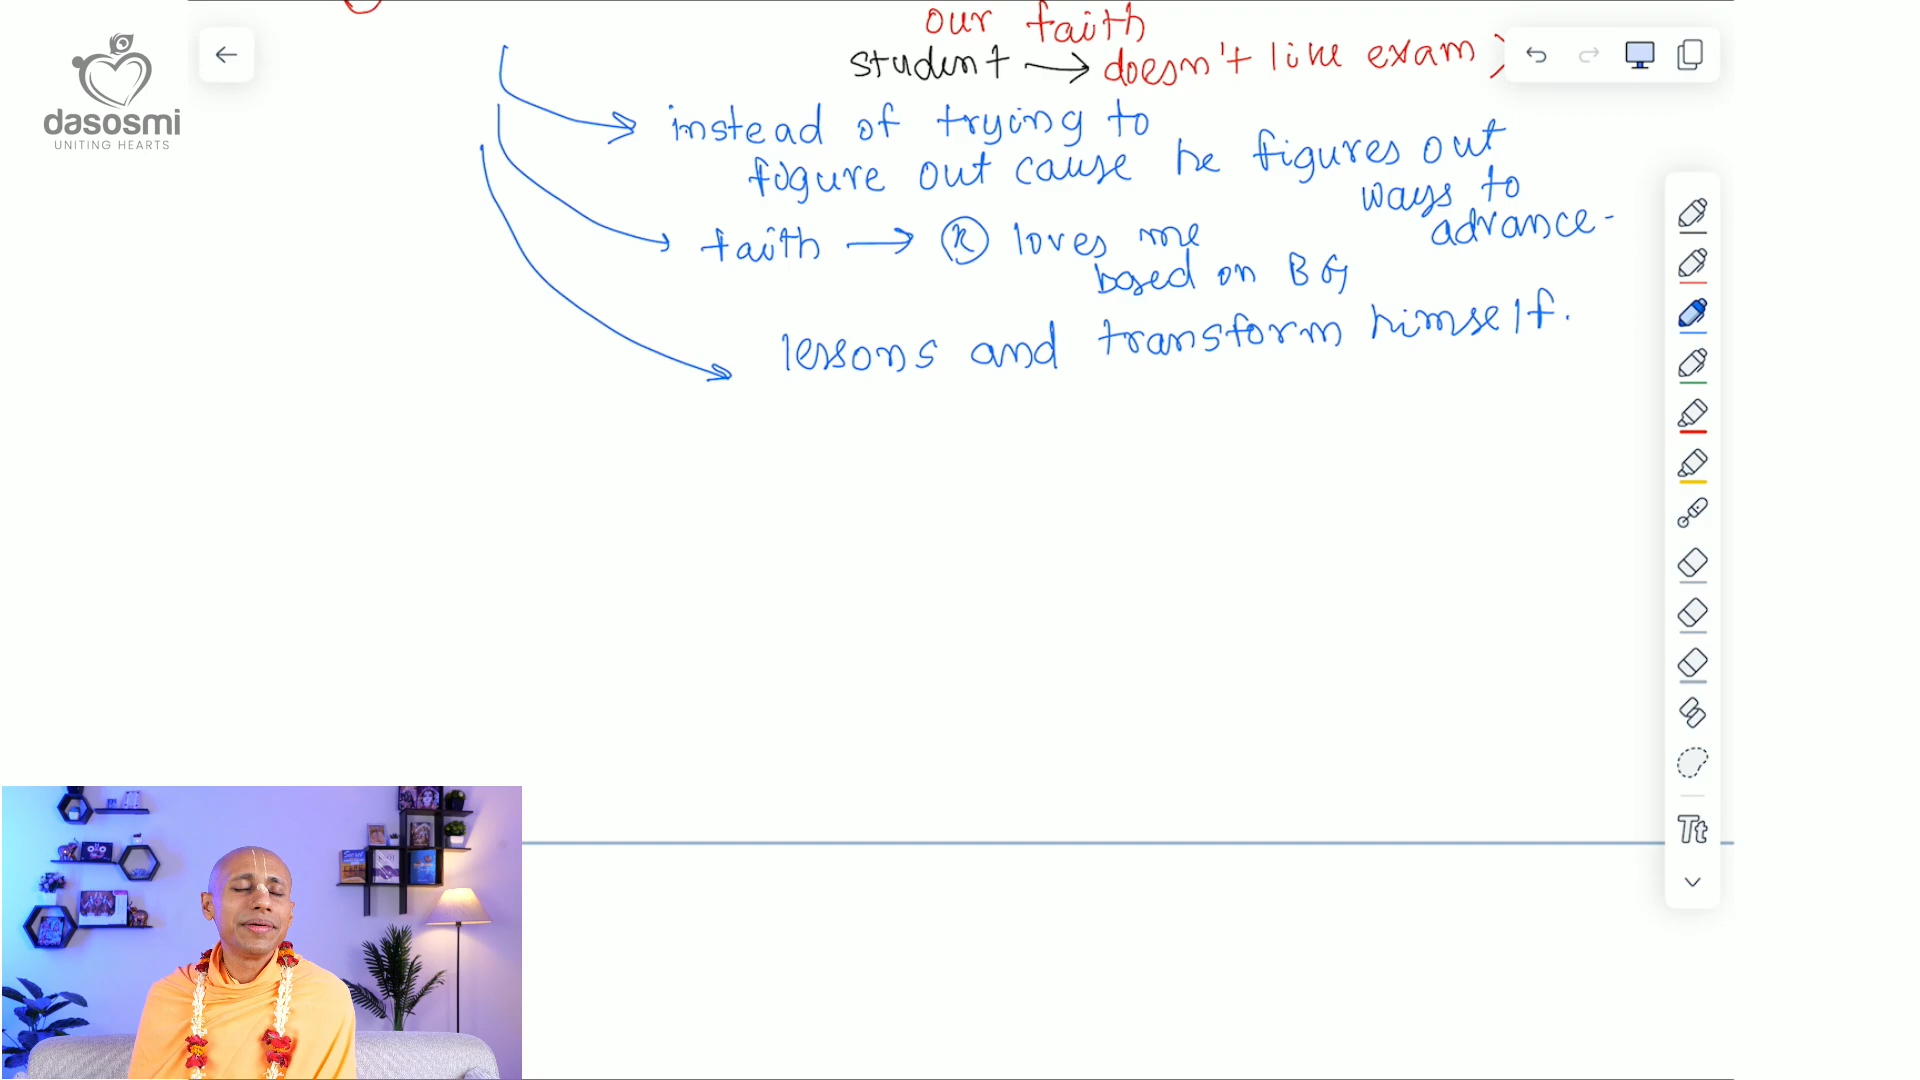 our faith
student → doesn't like exam
instead of trying to
figure out cause he figures out
ways to
advance-
faith → (K) loves me
based on BG
lessons and transform himself.
dasosmi
UNITING HEARTS
Tt